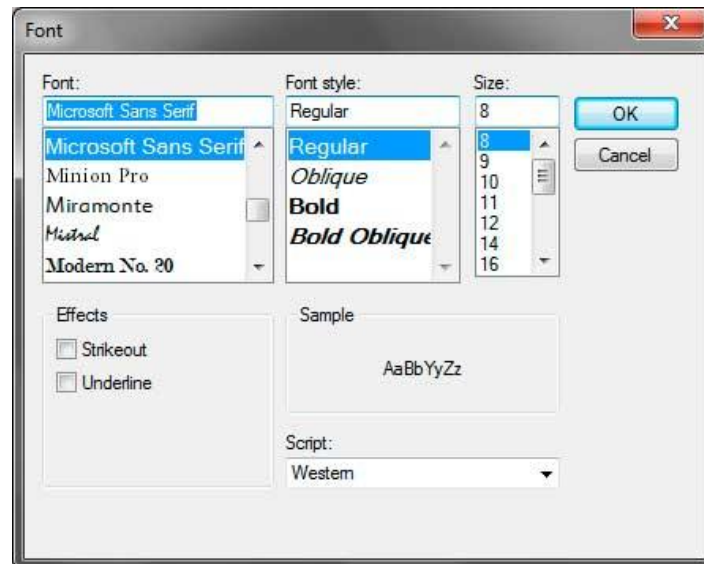 Font
Font:
Font style:
Size:
Microsoft Sans Serif
Regular
8
OK
Cancel
Microsoft Sans Serif
Minion Pro
Miramonte
Mistral
Modern No. 20
Regular
Oblique
Bold
Bold Oblique
8
9
10
11
12
14
16
Effects
Strikeout
Underline
Sample
AaBbYyZz
Script:
Western